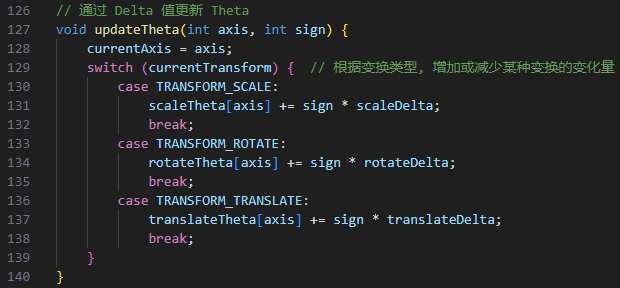 126 // 通过 Delta 值更新 Theta
127 void updateTheta(int axis, int sign) {
128     currentAxis = axis;
129     switch (currentTransform) {  // 根据变换类型, 增加或减少某种变换的变化量
130         case TRANSFORM_SCALE:
131             scaleTheta[axis] += sign * scaleDelta;
132             break;
133         case TRANSFORM_ROTATE:
134             rotateTheta[axis] += sign * rotateDelta;
135             break;
136         case TRANSFORM_TRANSLATE:
137             translateTheta[axis] += sign * translateDelta;
138             break;
139     }
140 }